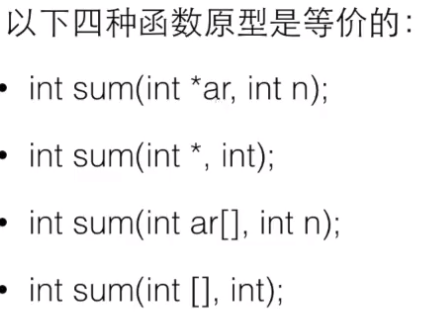 以下四种函数原型是等价的：
• int sum(int *ar, int n);
• int sum(int *, int);
• int sum(int ar[], int n);
• int sum(int [], int);